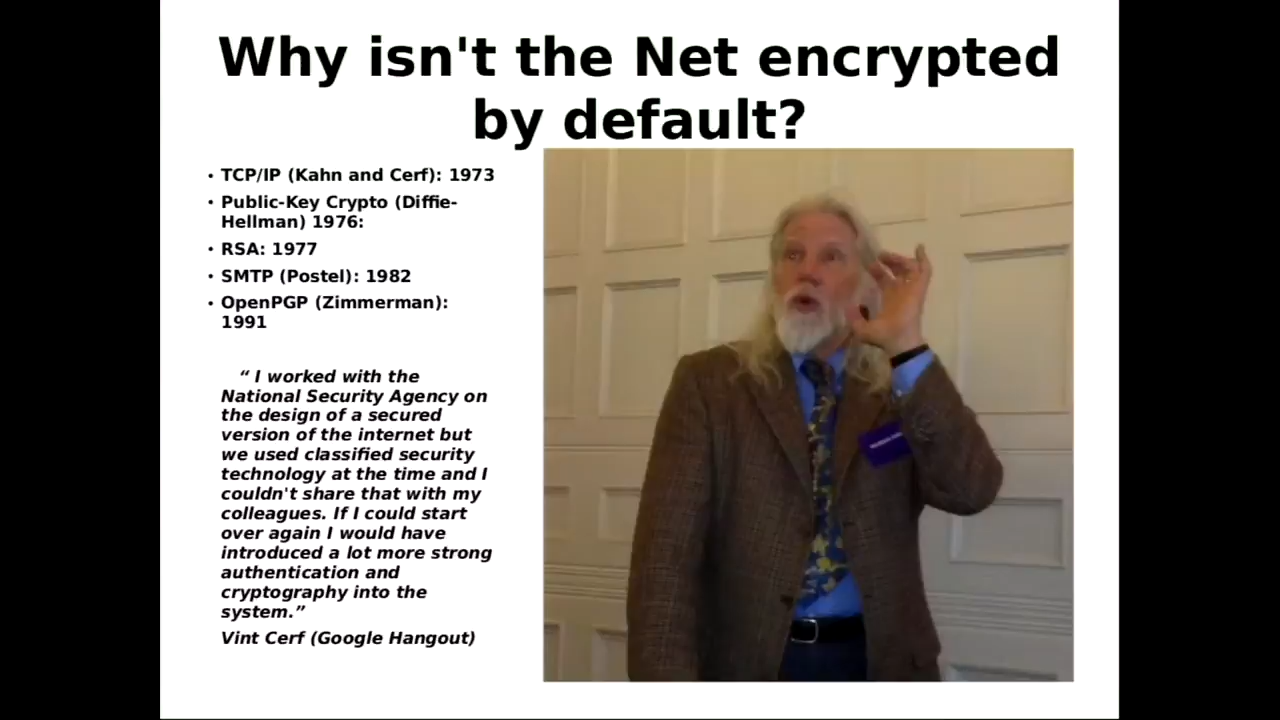 Why isn't the Net encrypted
by default?
• TCP/IP (Kahn and Cerf): 1973
• Public-Key Crypto (Diffie-
Hellman) 1976:
• RSA: 1977
• SMTP (Postel): 1982
• OpenPGP (Zimmerman):
1991
“ I worked with the
National Security Agency on
the design of a secured
version of the internet but
we used classified security
technology at the time and I
couldn't share that with my
colleagues. If I could start
over again I would have
introduced a lot more strong
authentication and
cryptography into the
system.”
Vint Cerf (Google Hangout)